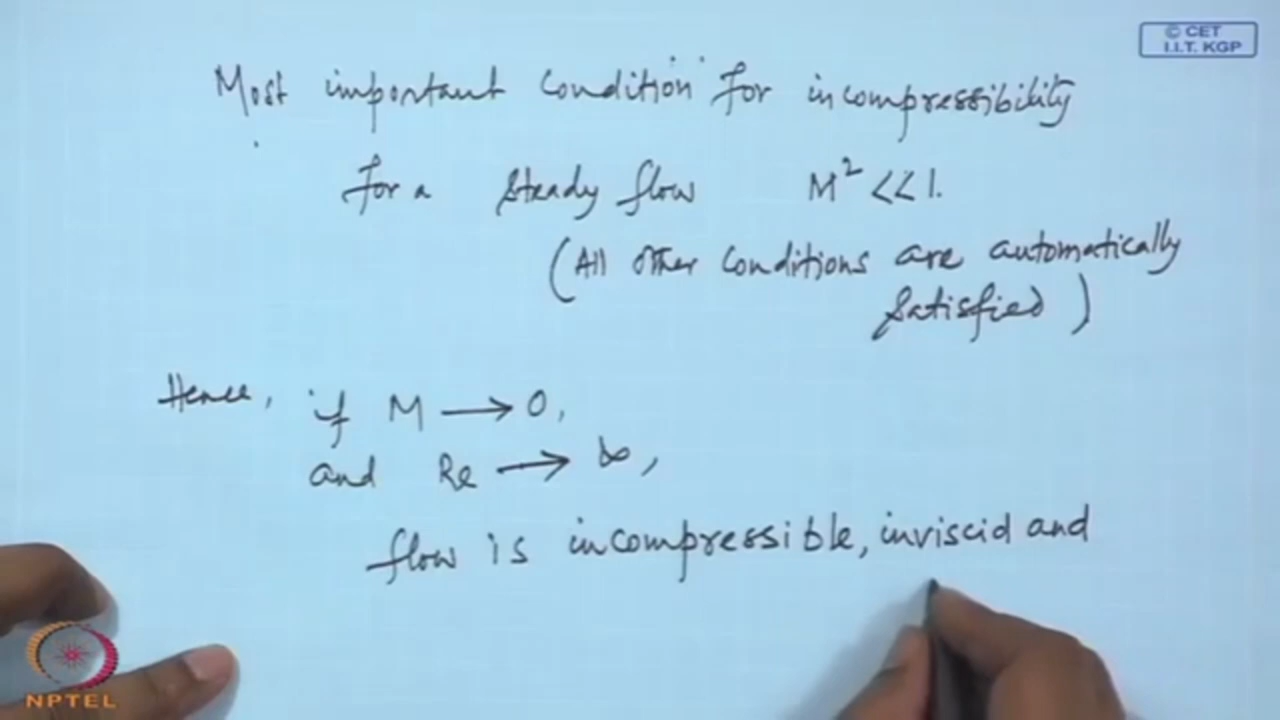 © CET
I.I.T. KGP
Most important condition for incompressibility
for a steady flow M² << 1.
(All other conditions are automatically
satisfied)
Hence, if M → 0,
and Re → ∞,
flow is incompressible, inviscid and
NPTEL